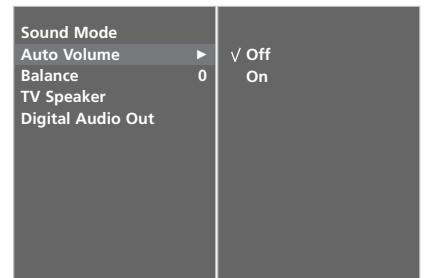 Sound Mode
Auto Volume ▶
Balance 0
TV Speaker
Digital Audio Out
√ Off
On